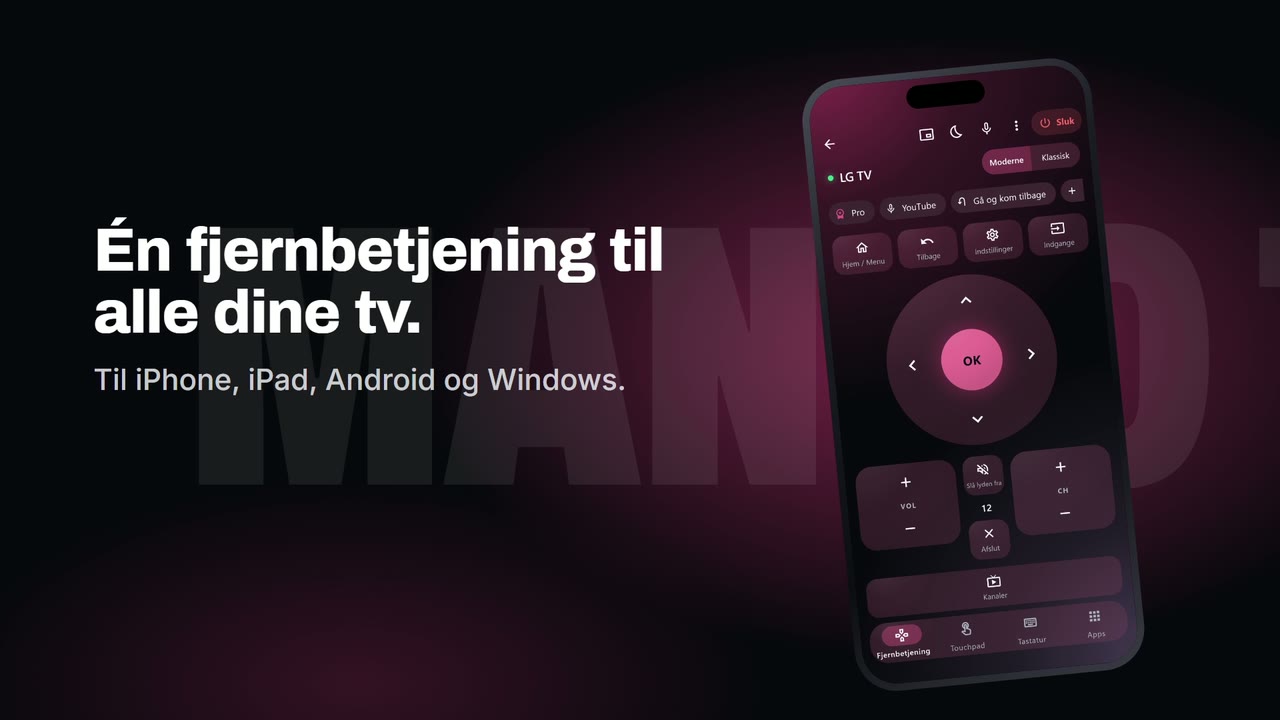 Én fjernbetjening til
alle dine tv.
Til iPhone, iPad, Android og Windows.
Sluk
LG TV
Moderne Klassisk
Pro YouTube Gå og kom tilbage +
Hjem / Menu Tilbage Indstillinger Indgange
OK
+ Slå lyden fra +
VOL 12 CH
− Afslut −
Kanaler
Fjernbetjening Touchpad Tastatur Apps